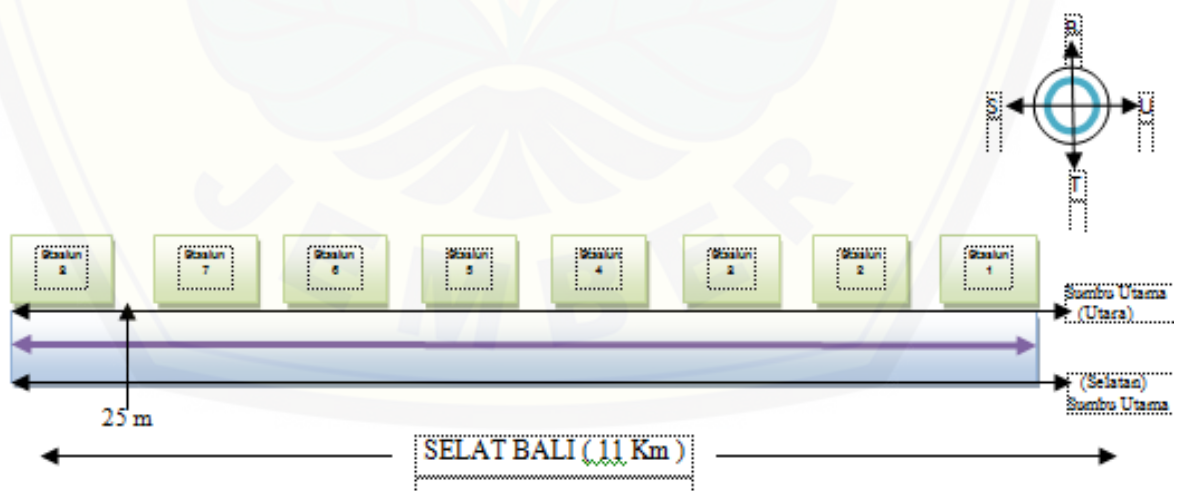 B
S
U
T
JEMBER
Stasiun
8
Stasiun
7
Stasiun
6
Stasiun
5
Stasiun
4
Stasiun
3
Stasiun
2
Stasiun
1
Sumbu Utama
(Utara)
(Selatan)
Sumbu Utama
25 m
SELAT BALI ( 11 Km )